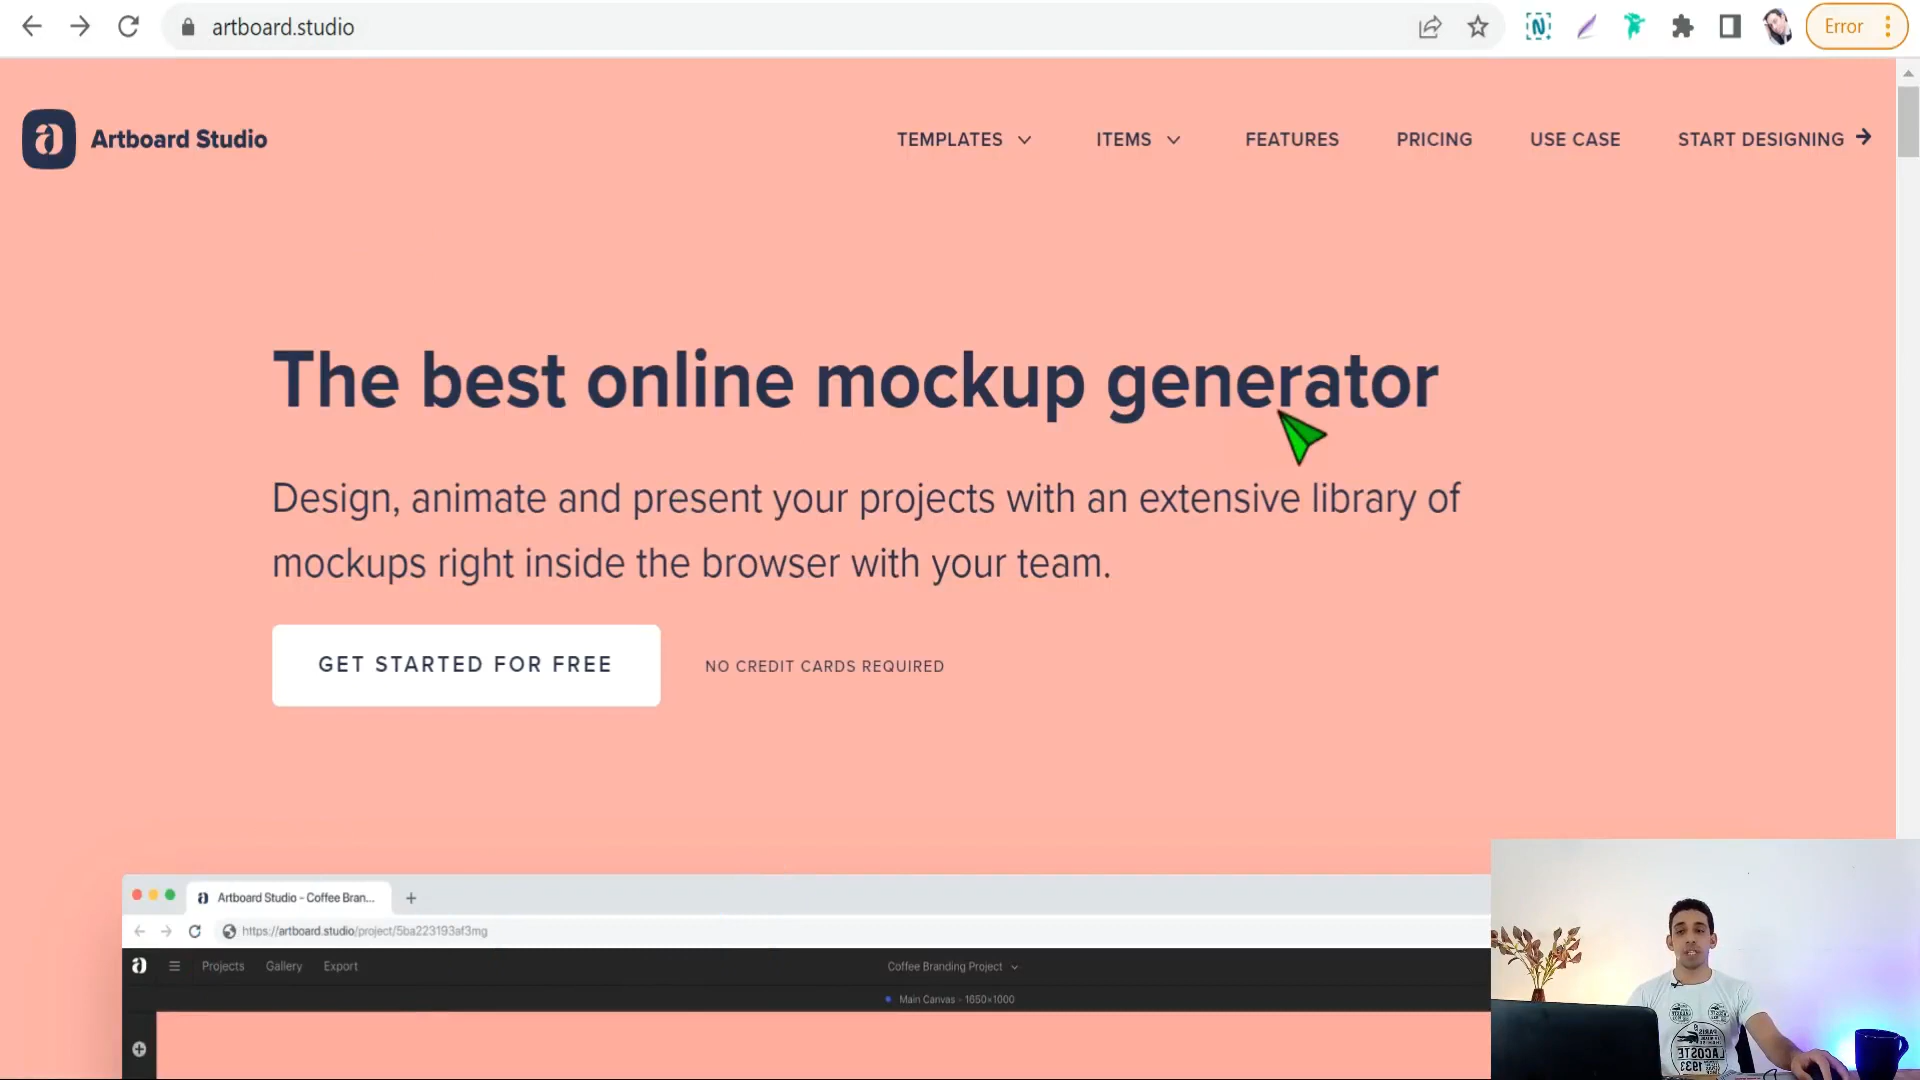 artboard.studio
Error
Artboard Studio
TEMPLATES
ITEMS
FEATURES
PRICING
USE CASE
START DESIGNING
The best online mockup generator
Design, animate and present your projects with an extensive library of
mockups right inside the browser with your team.
GET STARTED FOR FREE
NO CREDIT CARDS REQUIRED
Artboard Studio - Coffee Bran...
https://artboard.studio/project/5ba223193af3mg
Projects
Gallery
Export
Coffee Branding Project
Main Canvas - 1650×1000
PARIS
LACOSTE
1933